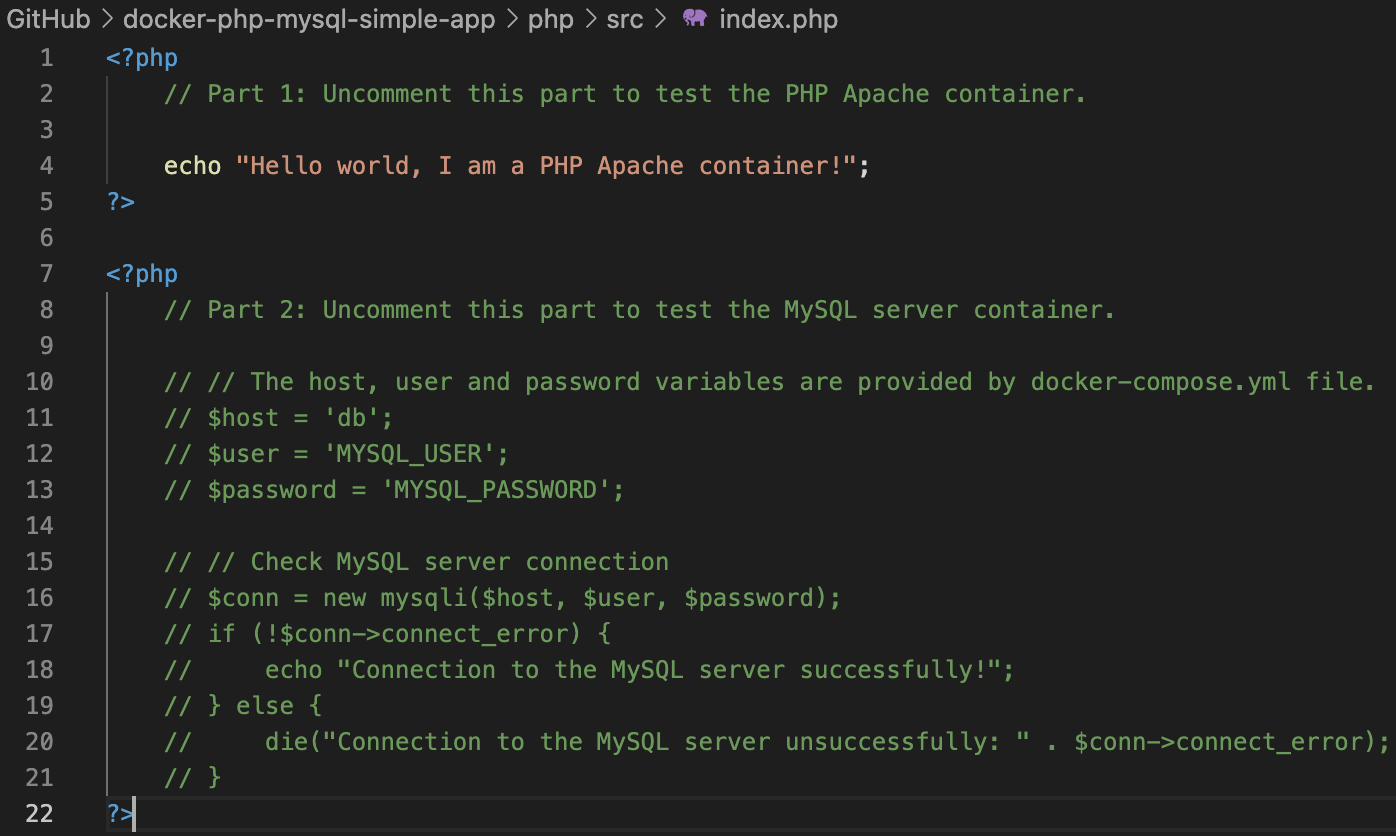 GitHub > docker-php-mysql-simple-app > php > src > index.php
1 <?php
2     // Part 1: Uncomment this part to test the PHP Apache container.
3
4     echo "Hello world, I am a PHP Apache container!";
5 ?>
6
7 <?php
8     // Part 2: Uncomment this part to test the MySQL server container.
9
10     // // The host, user and password variables are provided by docker-compose.yml file.
11     // $host = 'db';
12     // $user = 'MYSQL_USER';
13     // $password = 'MYSQL_PASSWORD';
14
15     // // Check MySQL server connection
16     // $conn = new mysqli($host, $user, $password);
17     // if (!$conn->connect_error) {
18     //     echo "Connection to the MySQL server successfully!";
19     // } else {
20     //     die("Connection to the MySQL server unsuccessfully: " . $conn->connect_error);
21     // }
22 ?>